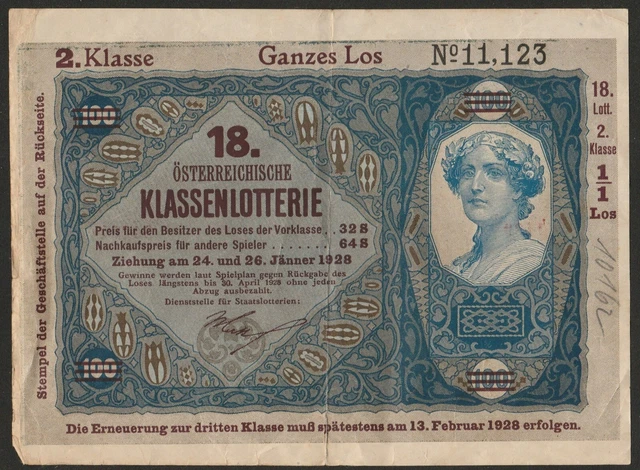 2. Klasse Ganzes Los No 11,123
Stempel der Geschäftstelle auf der Rückseite.
100
100
18.
ÖSTERREICHISCHE
KLASSENLOTTERIE
Preis für den Besitzer des Loses der Vorklasse . . 32 S
Nachkaufspreis für andere Spieler . . . . . . . 64 S
Ziehung am 24. und 26. Jänner 1928
Gewinne werden laut Spielplan gegen Rückgabe des
Loses längstens bis 30. April 1928 ohne jeden
Abzug ausbezahlt.
Dienststelle für Staatslotterien:
100
100
18.
Lott.
2.
Klasse
1/1
Los
Die Erneuerung zur dritten Klasse muß spätestens am 13. Februar 1928 erfolgen.